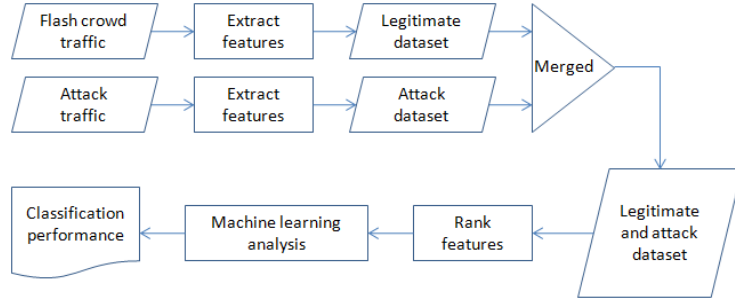 Flash crowd
traffic
Extract
features
Legitimate
dataset
Merged
Attack
traffic
Extract
features
Attack
dataset
Legitimate
and attack
dataset
Rank
features
Machine learning
analysis
Classification
performance